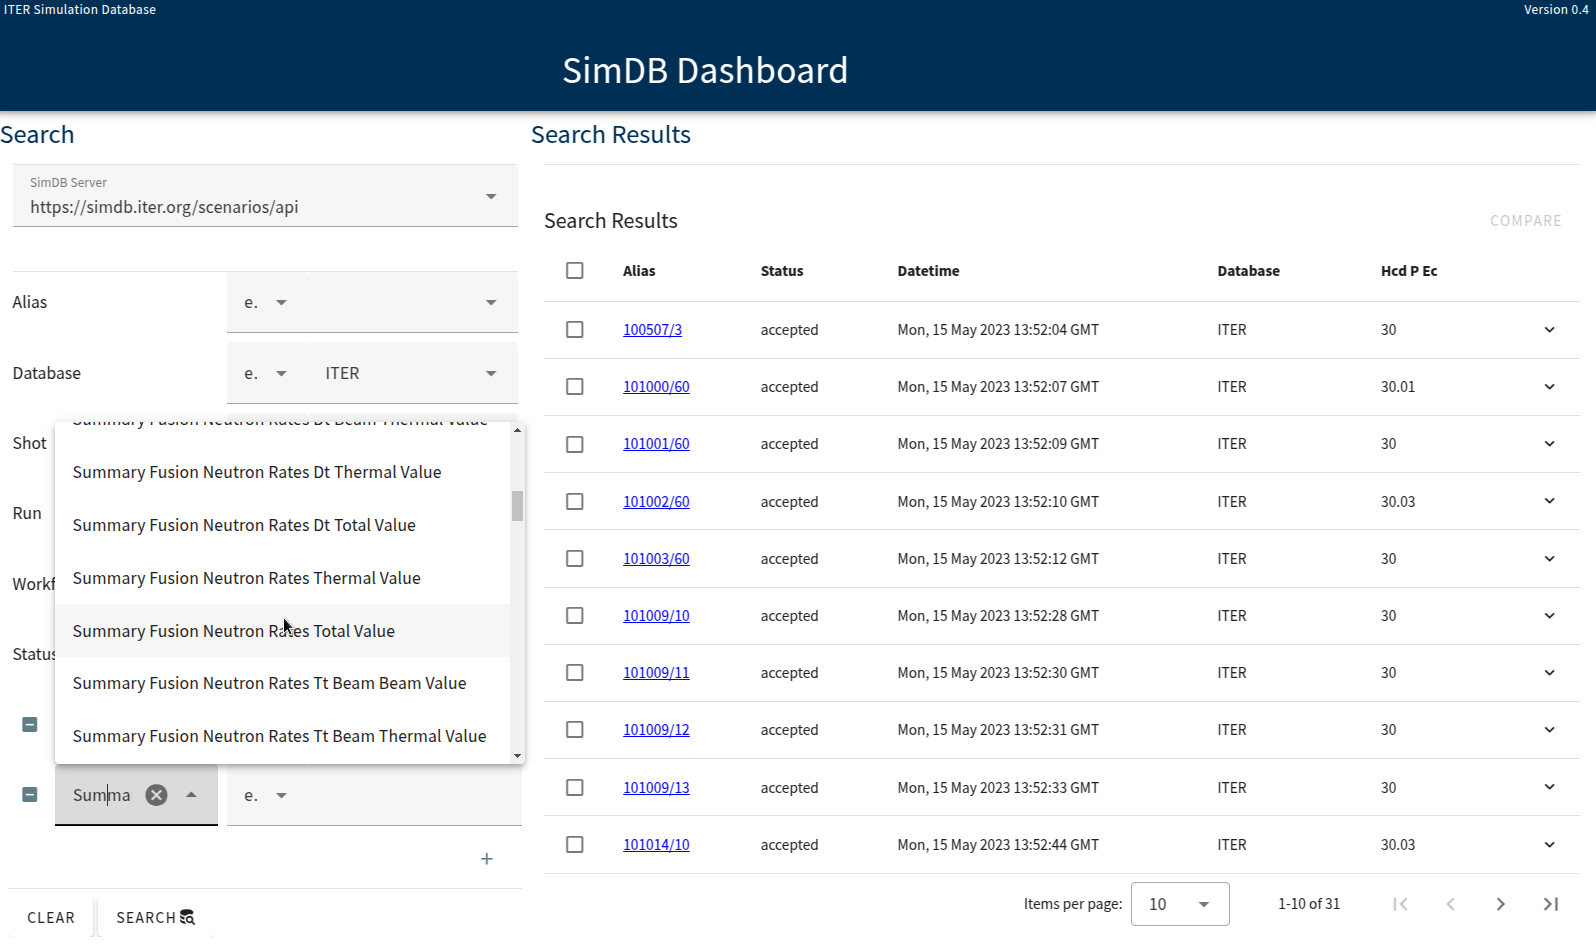 ITER Simulation Database
Version 0.4
SimDB Dashboard
Search
SimDB Server
https://simdb.iter.org/scenarios/api
Alias e.
Database e. ITER
Shot
Run
Workf
Status
Summary Fusion Neutron Rates Dt Beam Thermal Value
Summary Fusion Neutron Rates Dt Thermal Value
Summary Fusion Neutron Rates Dt Total Value
Summary Fusion Neutron Rates Thermal Value
Summary Fusion Neutron Rates Total Value
Summary Fusion Neutron Rates Tt Beam Beam Value
Summary Fusion Neutron Rates Tt Beam Thermal Value
Summa e.
+
CLEAR SEARCH
Search Results
Search Results
COMPARE
Alias Status Datetime Database Hcd P Ec
100507/3 accepted Mon, 15 May 2023 13:52:04 GMT ITER 30
101000/60 accepted Mon, 15 May 2023 13:52:07 GMT ITER 30.01
101001/60 accepted Mon, 15 May 2023 13:52:09 GMT ITER 30
101002/60 accepted Mon, 15 May 2023 13:52:10 GMT ITER 30.03
101003/60 accepted Mon, 15 May 2023 13:52:12 GMT ITER 30
101009/10 accepted Mon, 15 May 2023 13:52:28 GMT ITER 30
101009/11 accepted Mon, 15 May 2023 13:52:30 GMT ITER 30
101009/12 accepted Mon, 15 May 2023 13:52:31 GMT ITER 30
101009/13 accepted Mon, 15 May 2023 13:52:33 GMT ITER 30
101014/10 accepted Mon, 15 May 2023 13:52:44 GMT ITER 30.03
Items per page: 10 1-10 of 31